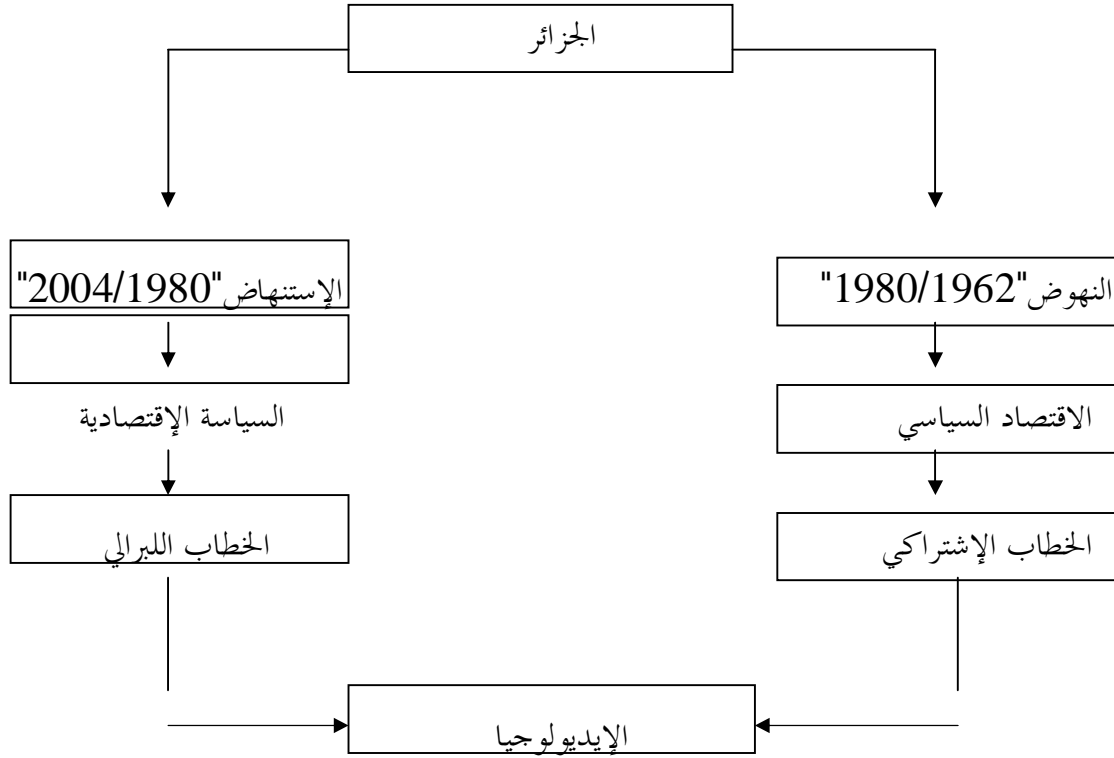 الجزائر
النهوض"1980/1962"
الإستنهاض"2004/1980"
الاقتصاد السياسي
السياسة الإقتصادية
الخطاب الإشتراكي
الخطاب اللبرالي
الإيديولوجيا